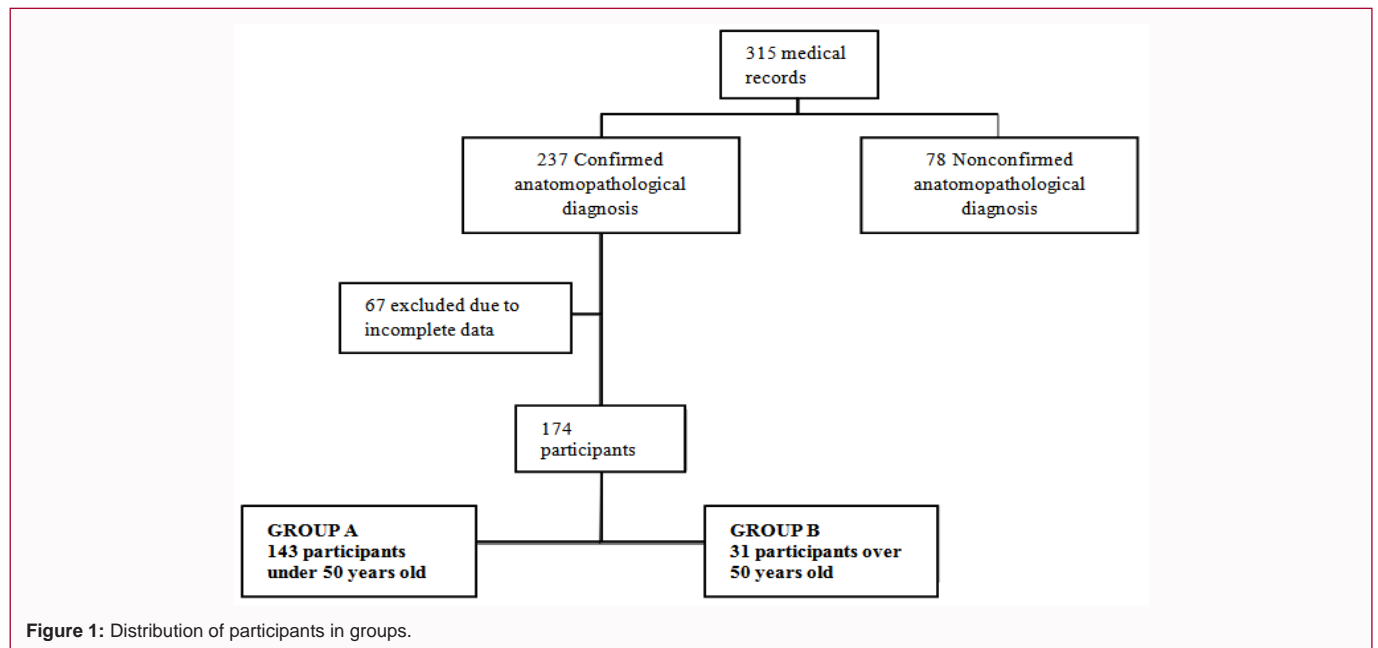 315 medical
records
237 Confirmed
anatomopathological
diagnosis
78 Nonconfirmed
anatomopathological
diagnosis
67 excluded due to
incomplete data
174
participants
GROUP A
143 participants
under 50 years old
GROUP B
31 participants over
50 years old
Figure 1: Distribution of participants in groups.